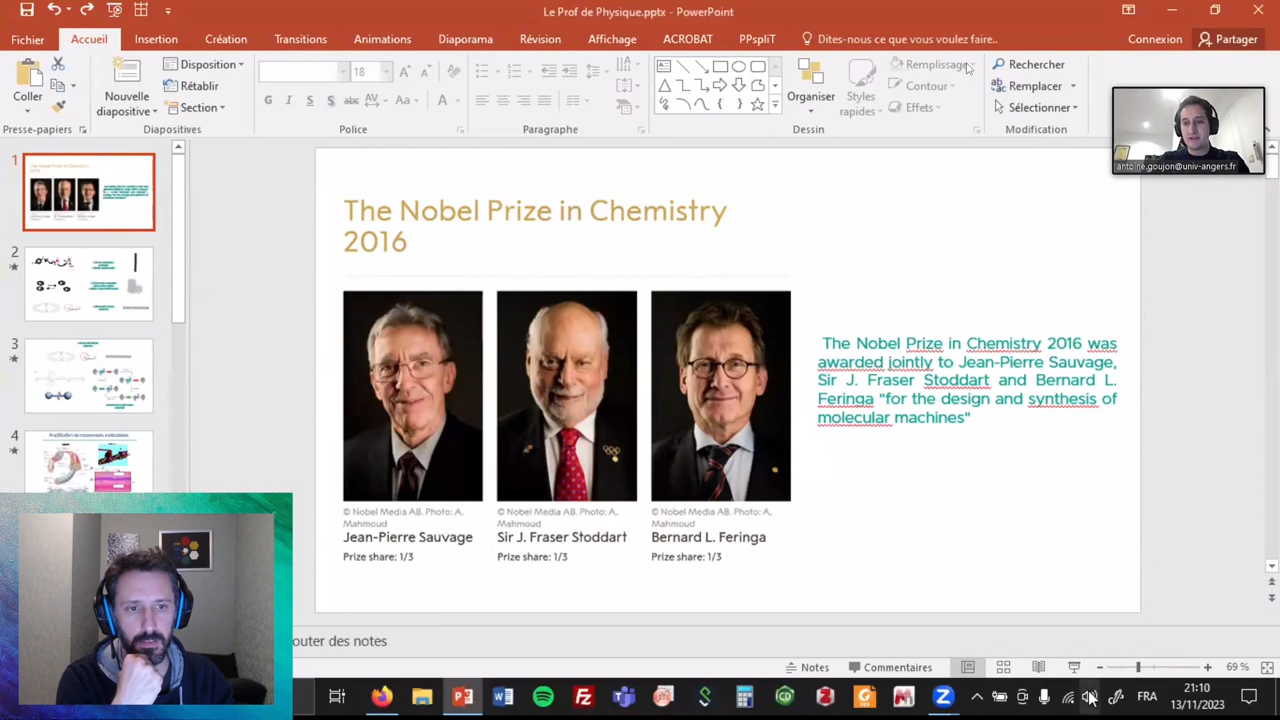 Le Prof de Physique.pptx - PowerPoint
Fichier Accueil Insertion Création Transitions Animations Diaporama Révision Affichage ACROBAT PPspliT Dites-nous ce que vous voulez faire.. Connexion Partager
Coller
Presse-papiers
Nouvelle
diapositive
Disposition
Rétablir
Section
Diapositives
18
Police
Paragraphe
Organiser
Styles
rapides
Remplissage
Contour
Effets
Dessin
Rechercher
Remplacer
Sélectionner
Modification
antoine.goujon@univ-angers.fr
1
2
3
4
The Nobel Prize in Chemistry
2016
© Nobel Media AB. Photo: A.
Mahmoud
Jean-Pierre Sauvage
Prize share: 1/3
© Nobel Media AB. Photo: A.
Mahmoud
Sir J. Fraser Stoddart
Prize share: 1/3
© Nobel Media AB. Photo: A.
Mahmoud
Bernard L. Feringa
Prize share: 1/3
The Nobel Prize in Chemistry 2016 was
awarded jointly to Jean-Pierre Sauvage,
Sir J. Fraser Stoddart and Bernard L.
Feringa "for the design and synthesis of
molecular machines"
outer des notes
Notes Commentaires 69 %
FRA
21:10
13/11/2023